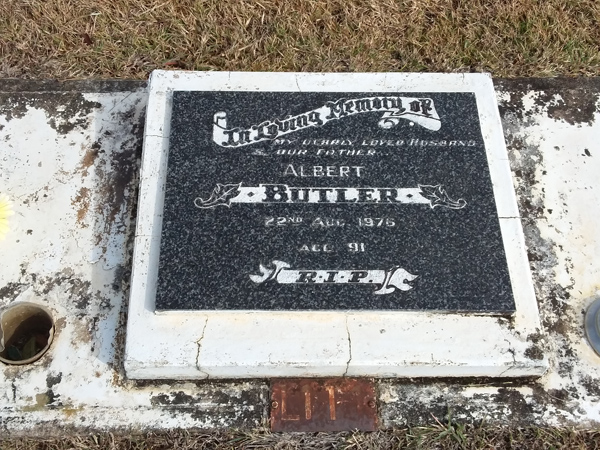 In Loving Memory of
MY DEARLY LOVED HUSBAND
& OUR FATHER
ALBERT
BUTLER
22ND AUG. 1976
AGE 91
R.I.P.